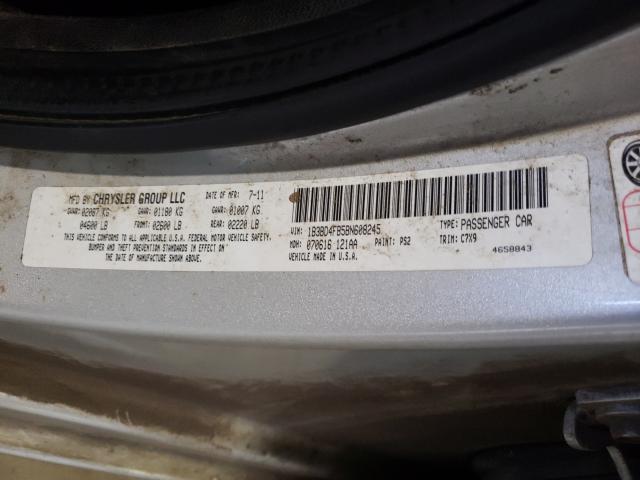 MFD BY CHRYSLER GROUP LLC DATE OF MFR: 7-11
GVWR: 02087 KG GAWR: 01180 KG GAWR: 01007 KG
04600 LB FRONT: 02600 LB REAR: 02220 LB
THIS VEHICLE CONFORMS TO ALL APPLICABLE U.S.A. FEDERAL MOTOR VEHICLE SAFETY,
BUMPER AND THEFT PREVENTION STANDARDS IN EFFECT ON
THE DATE OF MANUFACTURE SHOWN ABOVE.
VIN: 1B3BD4FB5BN608245 TYPE: PASSENGER CAR
MDH: 070616 121AA PAINT: PS2 TRIM: C7X9
VEHICLE MADE IN U.S.A. 4658843